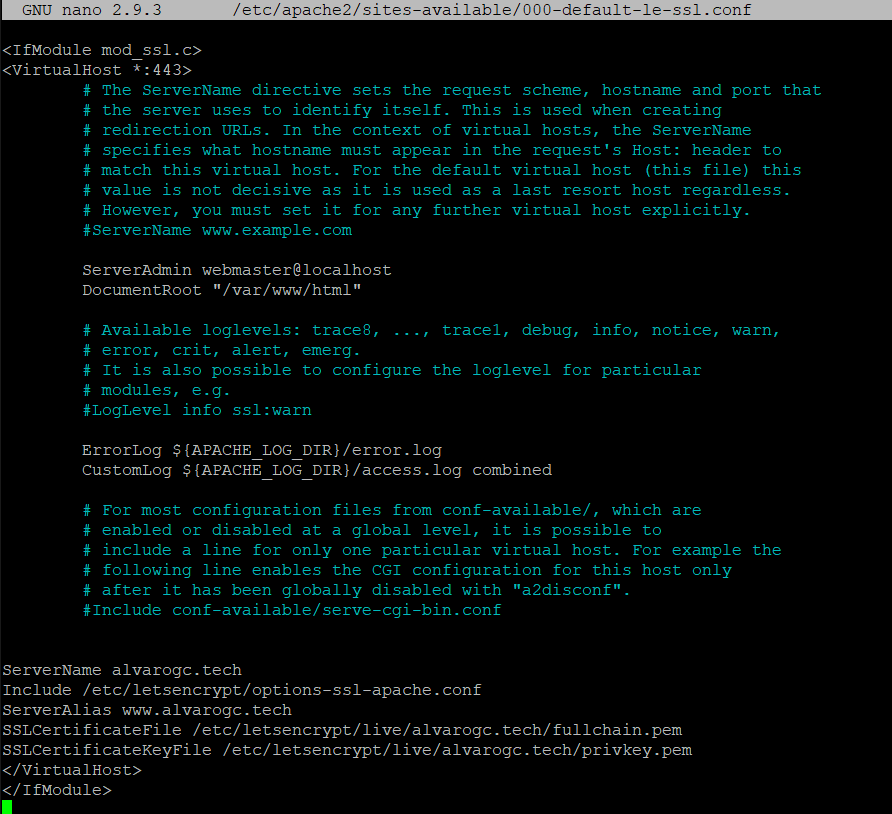 GNU nano 2.9.3 /etc/apache2/sites-available/000-default-le-ssl.conf
<IfModule mod_ssl.c>
<VirtualHost *:443>
# The ServerName directive sets the request scheme, hostname and port that
# the server uses to identify itself. This is used when creating
# redirection URLs. In the context of virtual hosts, the ServerName
# specifies what hostname must appear in the request's Host: header to
# match this virtual host. For the default virtual host (this file) this
# value is not decisive as it is used as a last resort host regardless.
# However, you must set it for any further virtual host explicitly.
#ServerName www.example.com
ServerAdmin webmaster@localhost
DocumentRoot "/var/www/html"
# Available loglevels: trace8, ..., trace1, debug, info, notice, warn,
# error, crit, alert, emerg.
# It is also possible to configure the loglevel for particular
# modules, e.g.
#LogLevel info ssl:warn
ErrorLog ${APACHE_LOG_DIR}/error.log
CustomLog ${APACHE_LOG_DIR}/access.log combined
# For most configuration files from conf-available/, which are
# enabled or disabled at a global level, it is possible to
# include a line for only one particular virtual host. For example the
# following line enables the CGI configuration for this host only
# after it has been globally disabled with "a2disconf".
#Include conf-available/serve-cgi-bin.conf
ServerName alvarogc.tech
Include /etc/letsencrypt/options-ssl-apache.conf
ServerAlias www.alvarogc.tech
SSLCertificateFile /etc/letsencrypt/live/alvarogc.tech/fullchain.pem
SSLCertificateKeyFile /etc/letsencrypt/live/alvarogc.tech/privkey.pem
</VirtualHost>
</IfModule>